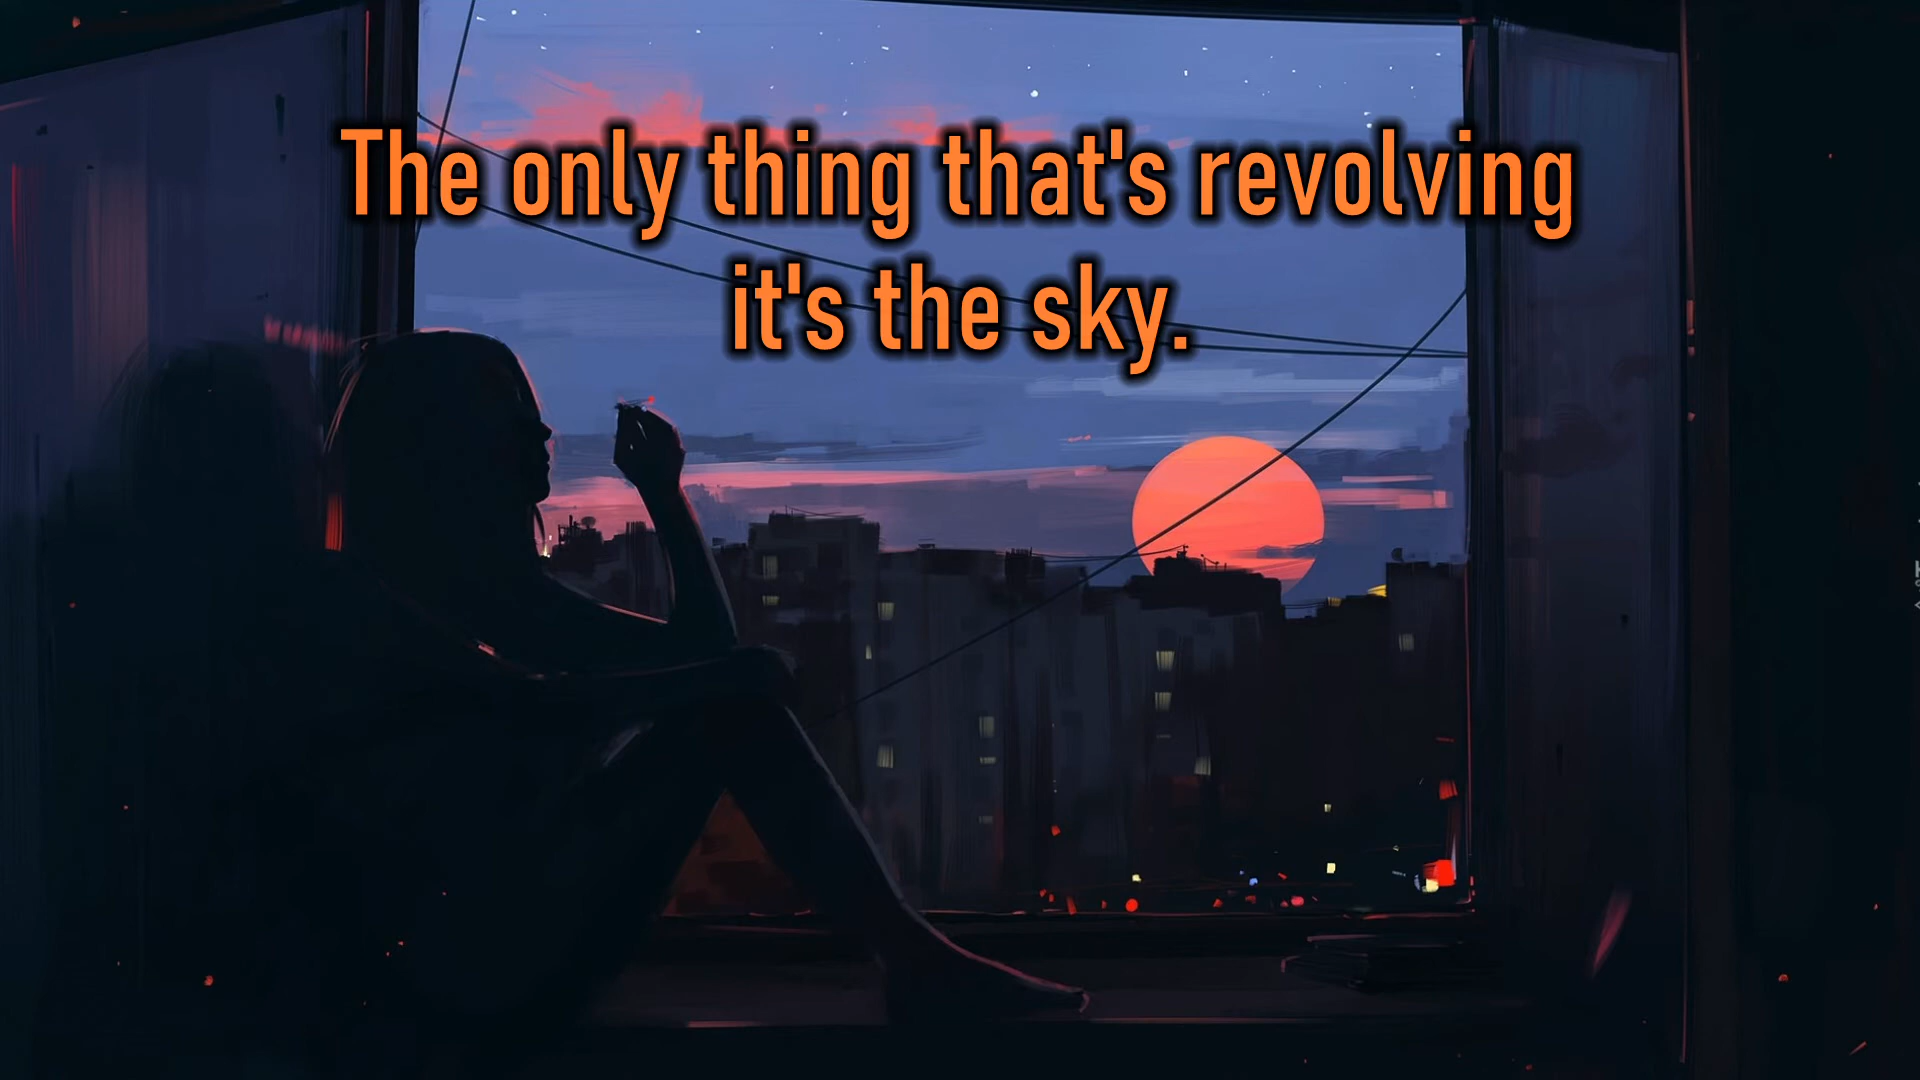 The only thing that's revolving
it's the sky.